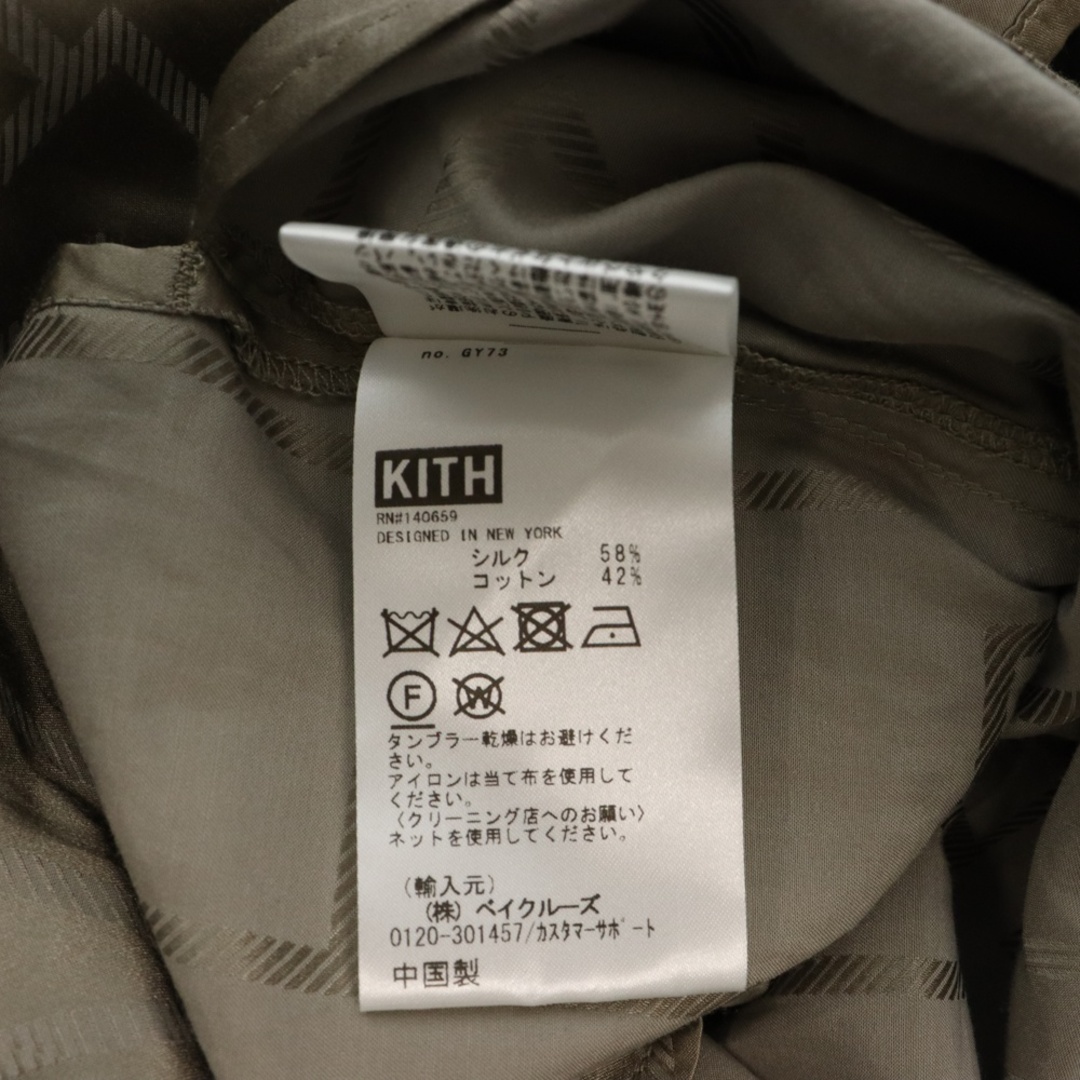 no. GY73
KITH
RN#140659
DESIGNED IN NEW YORK
シルク 58%
コットン 42%
F
W
タンブラー乾燥はお避けくだ
さい。
アイロンは当て布を使用して
ください。
〈クリーニング店へのお願い〉
ネットを使用してください。
(輸入元)
(株) ベイクルーズ
0120-301457/カスタマーサポート
中国製